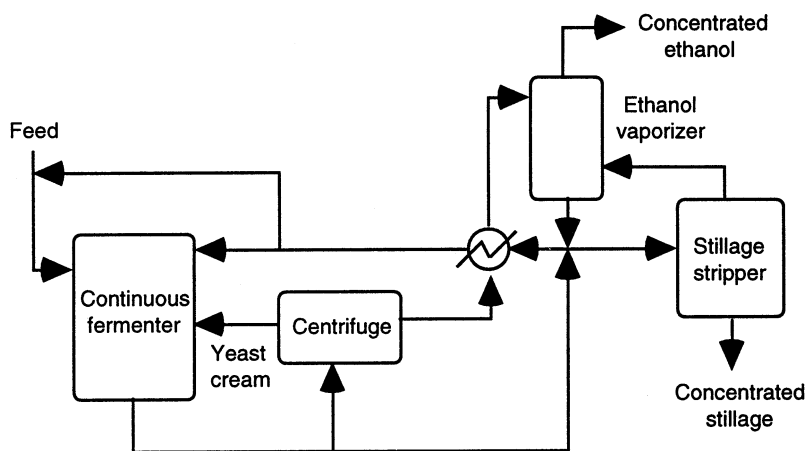 Concentrated
ethanol
Ethanol
vaporizer
Feed
Continuous
fermenter
Centrifuge
Yeast
cream
Stillage
stripper
Concentrated
stillage